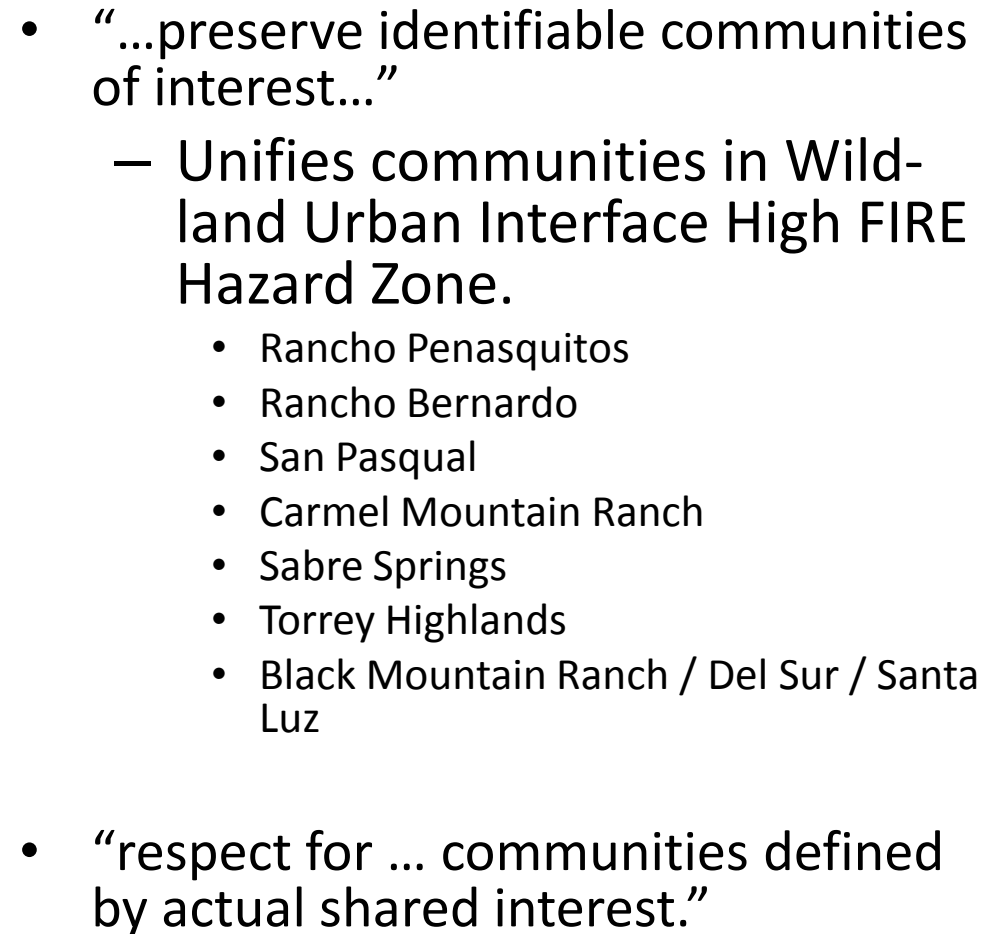 • “…preserve identifiable communities
of interest…”
– Unifies communities in Wild-
land Urban Interface High FIRE
Hazard Zone.
• Rancho Penasquitos
• Rancho Bernardo
• San Pasqual
• Carmel Mountain Ranch
• Sabre Springs
• Torrey Highlands
• Black Mountain Ranch / Del Sur / Santa
Luz
• “respect for … communities defined
by actual shared interest.”